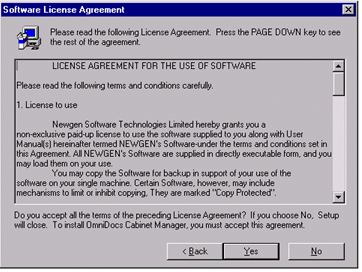 Software License Agreement
Please read the following License Agreement. Press the PAGE DOWN key to see
the rest of the agreement.
LICENSE AGREEMENT FOR THE USE OF SOFTWARE
Please read the following terms and conditions carefully.
1. License to use
Newgen Software Technologies Limited hereby grants you a
non-exclusive paid-up license to use the software supplied to you along with User
Manual(s) hereinafter termed NEWGEN's Software-under the terms and conditions set in
this Agreement. All NEWGEN's Software are supplied in directly executable form, and you
may load them on your use.
You may copy the Software for backup in support of your use of the
software on your single machine. Certain Software, however, may include
mechanisms to limit or inhibit copying, They are marked "Copy Protected".
Do you accept all the terms of the preceding License Agreement? If you choose No, Setup
will close. To install OmniDocs Cabinet Manager, you must accept this agreement.
< Back Yes No